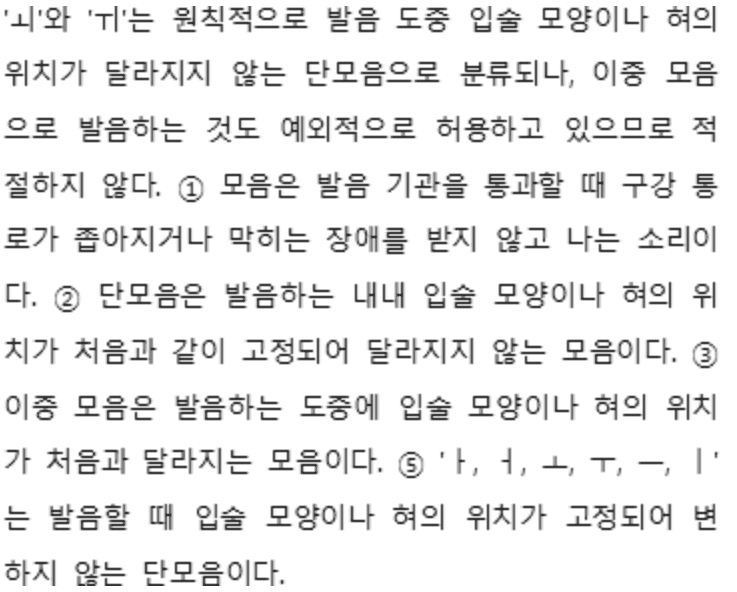 'ㅚ'와 'ㅟ'는 원칙적으로 발음 도중 입술 모양이나 혀의
위치가 달라지지 않는 단모음으로 분류되나, 이중 모음
으로 발음하는 것도 예외적으로 허용하고 있으므로 적
절하지 않다. ① 모음은 발음 기관을 통과할 때 구강 통
로가 좁아지거나 막히는 장애를 받지 않고 나는 소리이
다. ② 단모음은 발음하는 내내 입술 모양이나 혀의 위
치가 처음과 같이 고정되어 달라지지 않는 모음이다. ③
이중 모음은 발음하는 도중에 입술 모양이나 혀의 위치
가 처음과 달라지는 모음이다. ⑤ 'ㅏ, ㅓ, ㅗ, ㅜ, ㅡ, ㅣ'
는 발음할 때 입술 모양이나 혀의 위치가 고정되어 변
하지 않는 단모음이다.